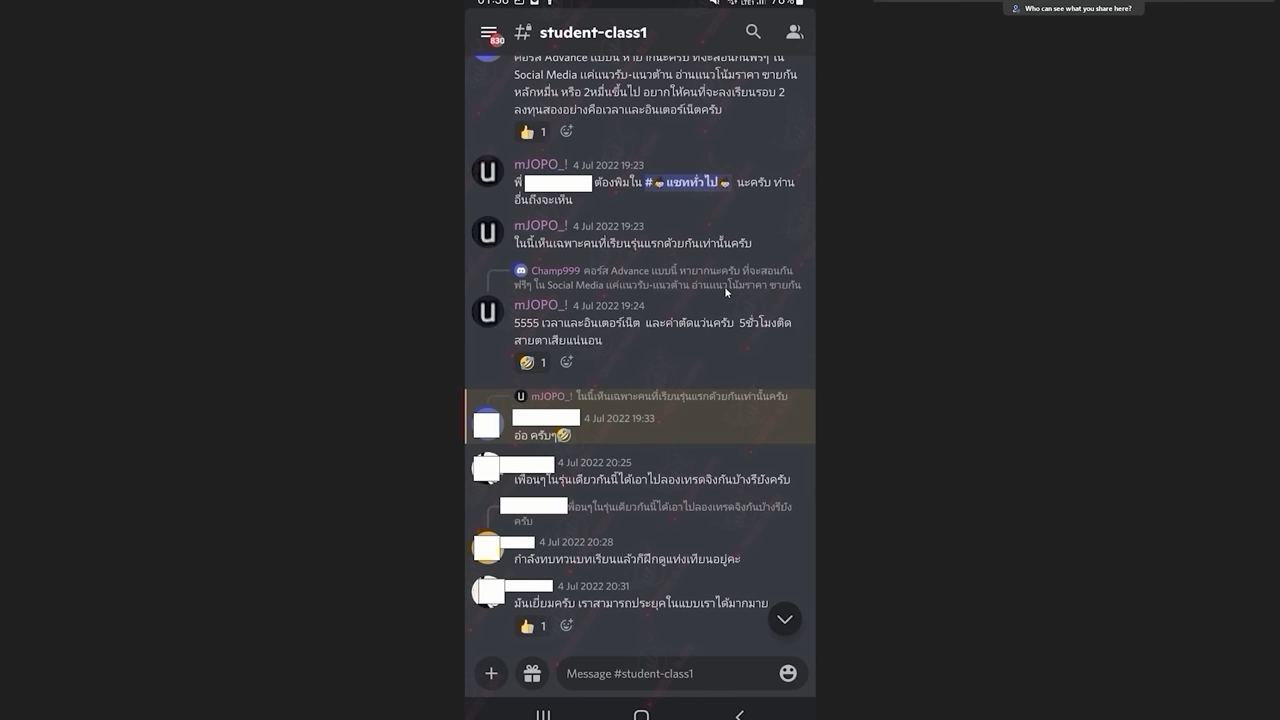 Who can see what you share here?
830
student-class1
คอร์ส Advance แบบนี้ หายากนะครับ ที่จะสอนกันฟรีๆ ใน
Social Media แค่แนวรับ-แนวต้าน อ่านแนวโน้มราคา ขายกัน
หลักหมื่น หรือ 2หมื่นขึ้นไป อยากให้คนที่จะลงเรียนรอบ 2
ลงทุนสองอย่างคือเวลาและอินเตอร์เน็ตครับ
1
mJOPO_! 4 Jul 2022 19:23
พี่ ต้องพิมใน #แชททั่วไป นะครับ ท่าน
อื่นถึงจะเห็น
mJOPO_! 4 Jul 2022 19:23
ในนี้เห็นเฉพาะคนที่เรียนรุ่นแรกด้วยกันเท่านั้นครับ
Champ999 คอร์ส Advance แบบนี้ หายากนะครับ ที่จะสอนกัน
ฟรีๆ ใน Social Media แค่แนวรับ-แนวต้าน อ่านแนวโน้มราคา ขายกัน
mJOPO_! 4 Jul 2022 19:24
5555 เวลาและอินเตอร์เน็ต และค่าตัดแว่นครับ 5ชั่วโมงติด
สายตาเสียแน่นอน
1
mJOPO_! ในนี้เห็นเฉพาะคนที่เรียนรุ่นแรกด้วยกันเท่านั้นครับ
4 Jul 2022 19:33
อ๋อ ครับๆ
4 Jul 2022 20:25
เพื่อนๆในรุ่นเดียวกันนี้ได้เอาไปลองเทรดจิงกันบ้างรึยังครับ
พื่อนๆในรุ่นเดียวกันนี้ได้เอาไปลองเทรดจิงกันบ้างรึยัง
ครับ
4 Jul 2022 20:28
กำลังทบทวนบทเรียนแล้วก็ฝึกดูแท่งเทียนอยู่คะ
4 Jul 2022 20:31
มันเยี่ยมครับ เราสามารถประยุคในแบบเราได้มากมาย
1
Message #student-class1